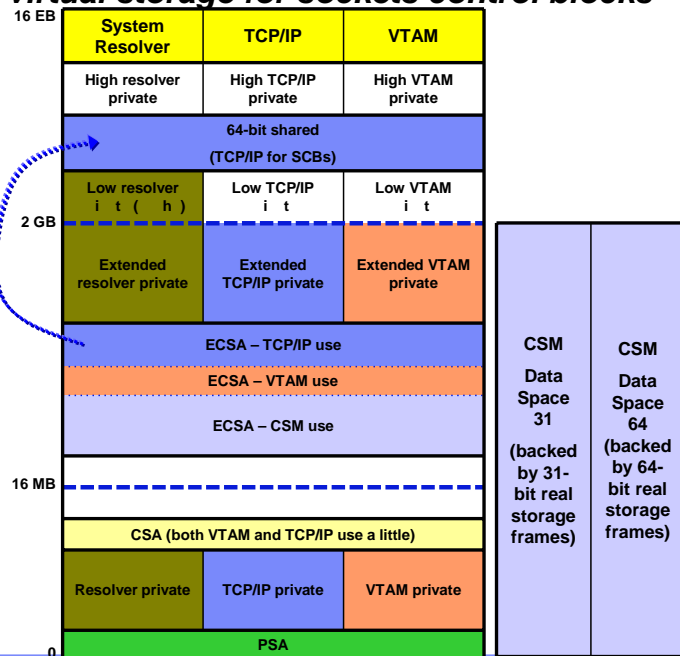 virtual storage for sockets control blocks
16 EB
System
Resolver
TCP/IP
VTAM
High resolver
private
High TCP/IP
private
High VTAM
private
64-bit shared
(TCP/IP for SCBs)
Low resolver
i t ( h )
Low TCP/IP
i t
Low VTAM
i t
2 GB
Extended
resolver private
Extended
TCP/IP private
Extended VTAM
private
ECSA – TCP/IP use
ECSA – VTAM use
ECSA – CSM use
16 MB
CSA (both VTAM and TCP/IP use a little)
Resolver private
TCP/IP private
VTAM private
0
PSA
CSM
Data
Space
31
(backed
by 31-
bit real
storage
frames)
CSM
Data
Space
64
(backed
by 64-
bit real
storage
frames)